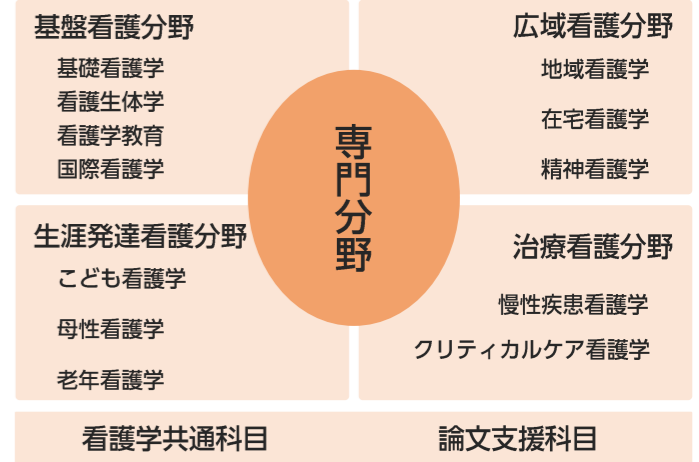 基盤看護分野
基礎看護学
看護生体学
看護学教育
国際看護学
広域看護分野
地域看護学
在宅看護学
精神看護学
専門分野
生涯発達看護分野
こども看護学
母性看護学
老年看護学
治療看護分野
慢性疾患看護学
クリティカルケア看護学
看護学共通科目
論文支援科目